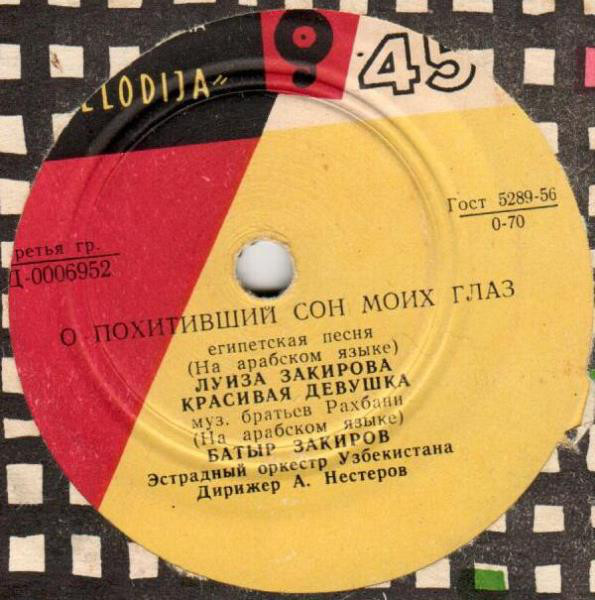 ELODIJA"
45
Гост 5289-56
0-70
ретья гр.
Д-0006952
О ПОХИТИВШИЙ СОН МОИХ ГЛАЗ
египетская песня
(На арабском языке)
ЛУИЗА ЗАКИРОВА
КРАСИВАЯ ДЕВУШКА
муз. братьев Рахбани
(На арабском языке)
БАТЫР ЗАКИРОВ
Эстрадный оркестр Узбекистана
Дирижер А. Нестеров